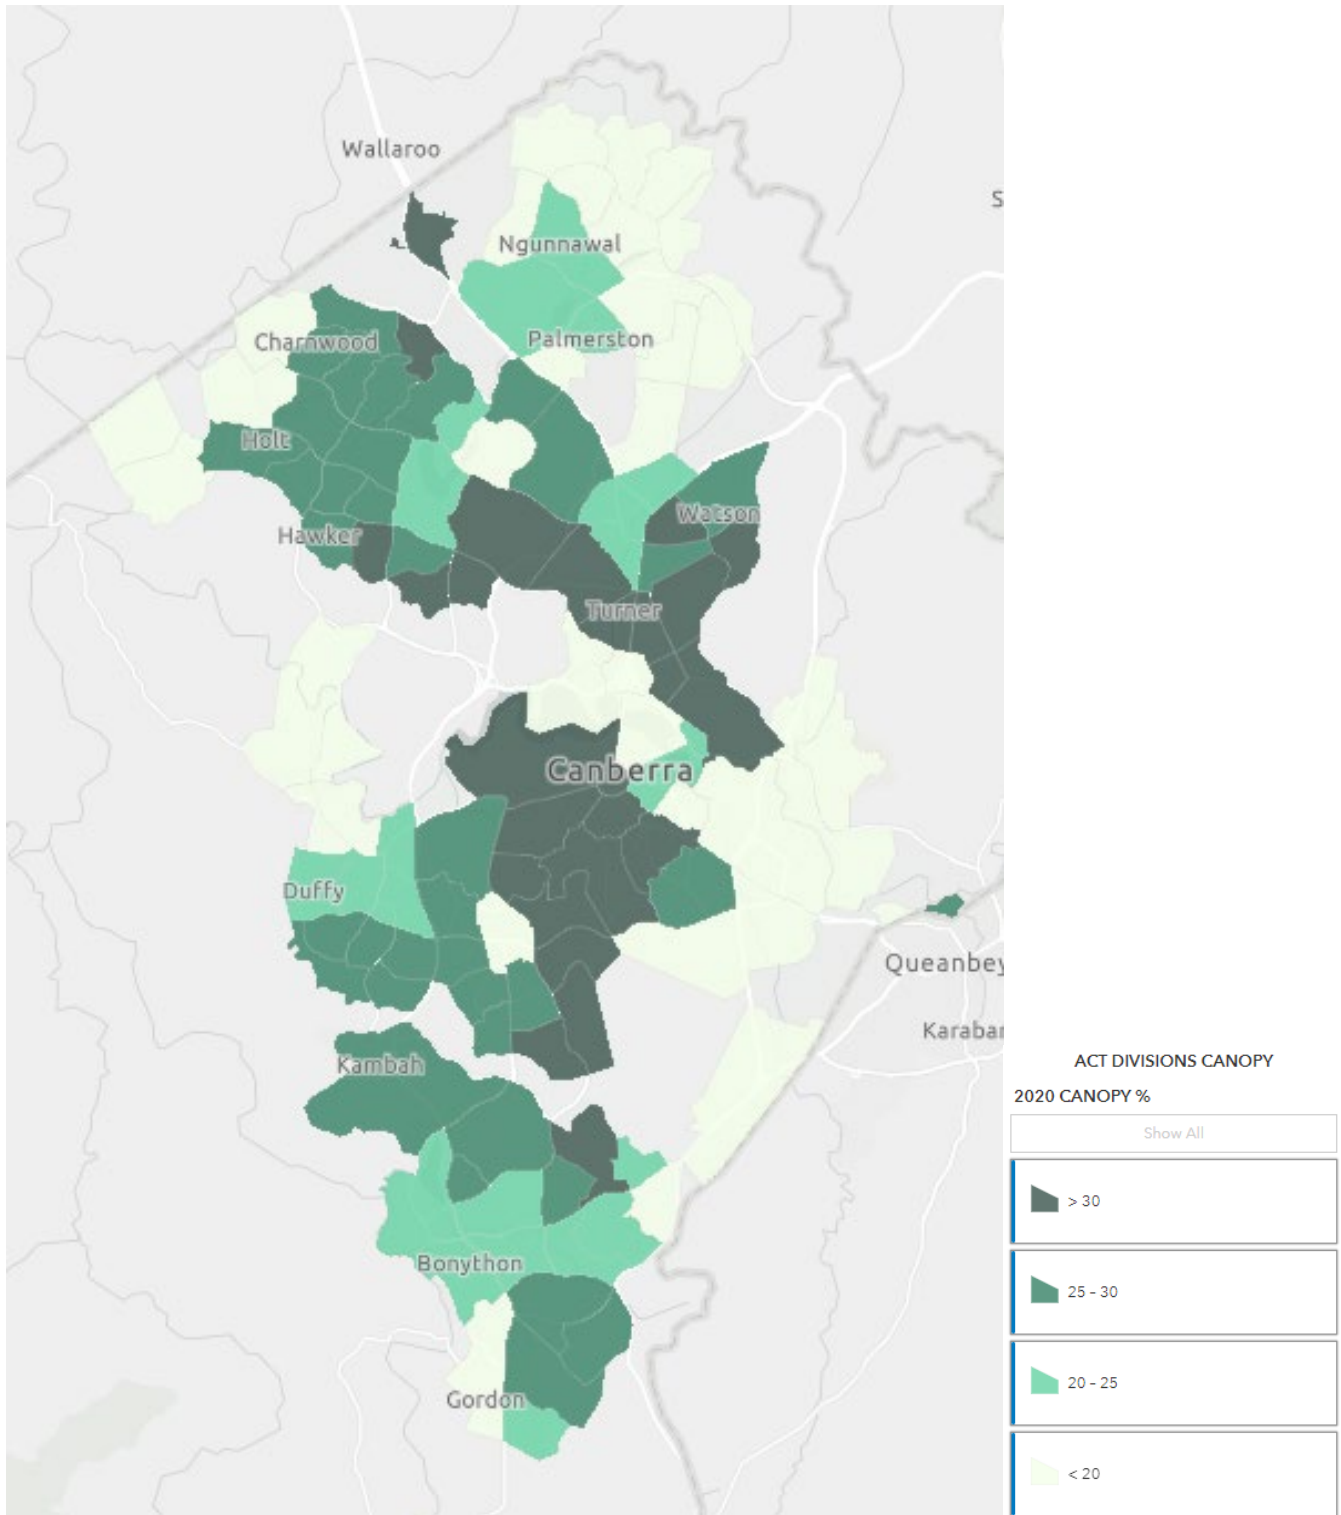 Wallaroo
S
Ngunnawal
Charnwood
Palmerston
Holt
Watson
Hawker
Turner
Canberra
Duffy
Queanbey
Karabar
Kambah
Bonython
Gordon
ACT DIVISIONS CANOPY
2020 CANOPY %
Show All
> 30
25 - 30
20 - 25
< 20